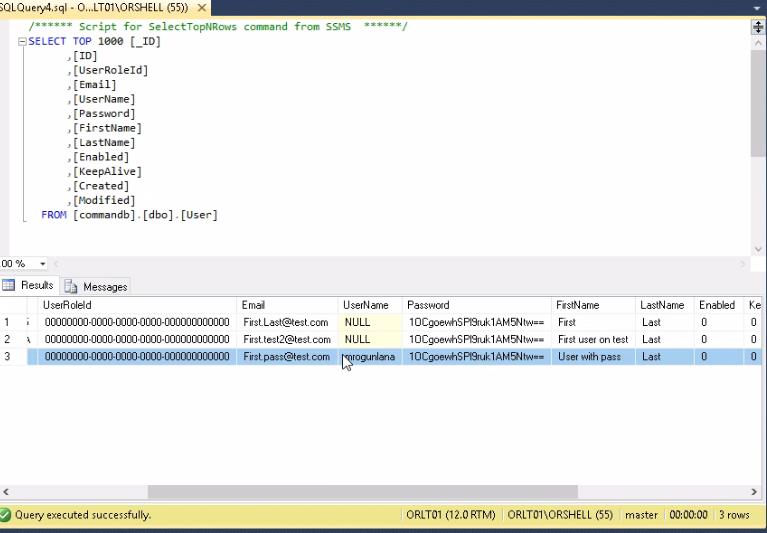 SQLQuery4.sql - O...LT01\ORSHELL (55)) ×
/****** Script for SelectTopNRows command from SSMS ******/
SELECT TOP 1000 [_ID]
,[ID]
,[UserRoleId]
,[Email]
,[UserName]
,[Password]
,[FirstName]
,[LastName]
,[Enabled]
,[KeepAlive]
,[Created]
,[Modified]
FROM [commandb].[dbo].[User]
00 %
Results Messages
UserRoleId Email UserName Password FirstName LastName Enabled Ke
1 00000000-0000-0000-0000-000000000000 First.Last@test.com NULL 1OCgoewhSPI9ruk1AM5Ntw== First Last 0 0
2 00000000-0000-0000-0000-000000000000 First.test2@test.com NULL 1OCgoewhSPI9ruk1AM5Ntw== First user on test Last 0 0
3 00000000-0000-0000-0000-000000000000 First.pass@test.com mrogunlana 1OCgoewhSPI9ruk1AM5Ntw== User with pass Last 0 0
Query executed successfully. ORLT01 (12.0 RTM) ORLT01\ORSHELL (55) master 00:00:00 3 rows